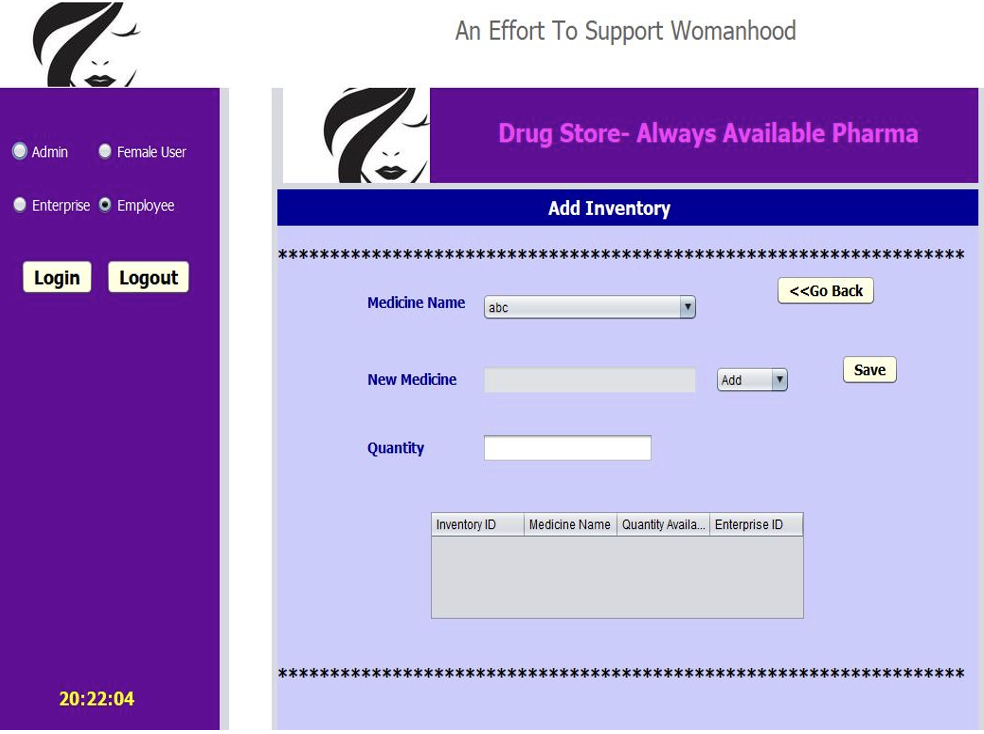 An Effort To Support Womanhood
Drug Store- Always Available Pharma
Admin
Female User
Enterprise
Employee
Login
Logout
Add Inventory
******************************************************************
Medicine Name
abc
<<Go Back
New Medicine
Add
Save
Quantity
Inventory ID
Medicine Name
Quantity Availa...
Enterprise ID
******************************************************************
20:22:04